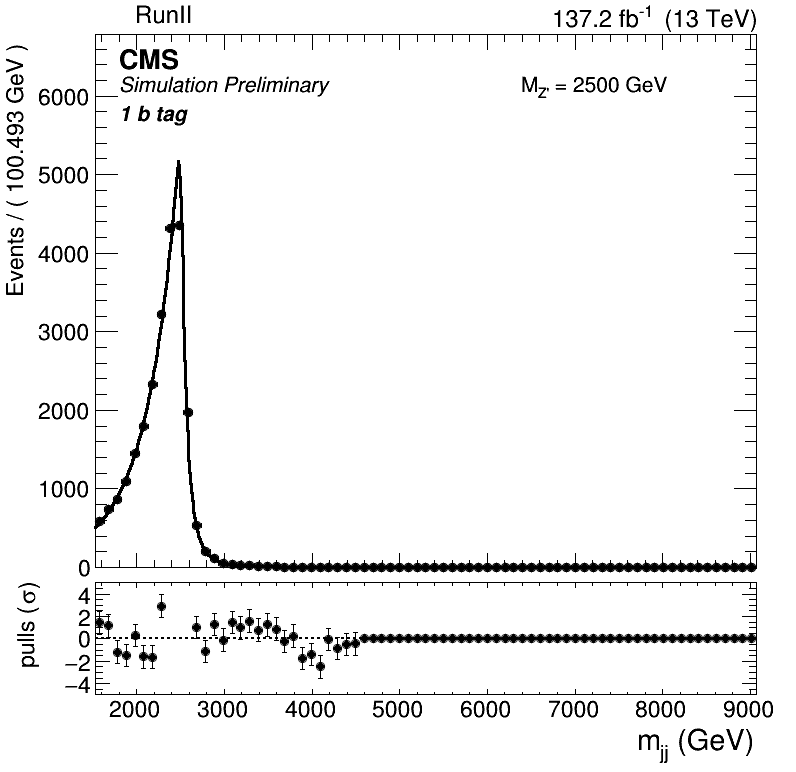 RunII 137.2 fb⁻¹ (13 TeV)
CMS
Simulation Preliminary
M_Z' = 2500 GeV
1 b tag
Events / ( 100.493 GeV )
6000
5000
4000
3000
2000
1000
0
pulls (σ)
4
2
0
−2
−4
2000 3000 4000 5000 6000 7000 8000 9000
m_jj (GeV)